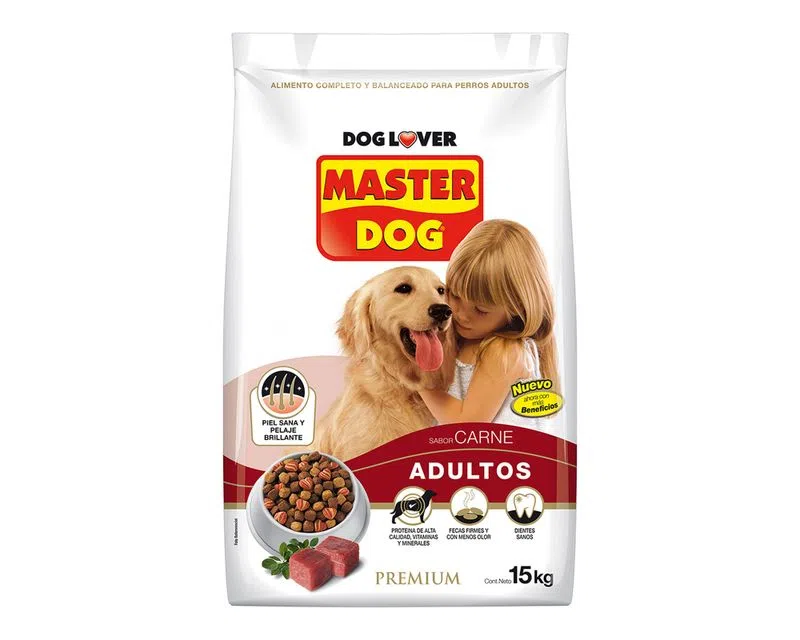 ALIMENTO COMPLETO Y BALANCEADO PARA PERROS ADULTOS
DOG LOVER
MASTER
DOG®
Nuevo
ahora con más
Beneficios
PIEL SANA Y
PELAJE
BRILLANTE
SABOR CARNE
ADULTOS
PROTEINA DE ALTA
CALIDAD, VITAMINAS
Y MINERALES
FECAS FIRMES Y
CON MENOS OLOR
DIENTES
SANOS
PREMIUM
Cont.Neto 15kg